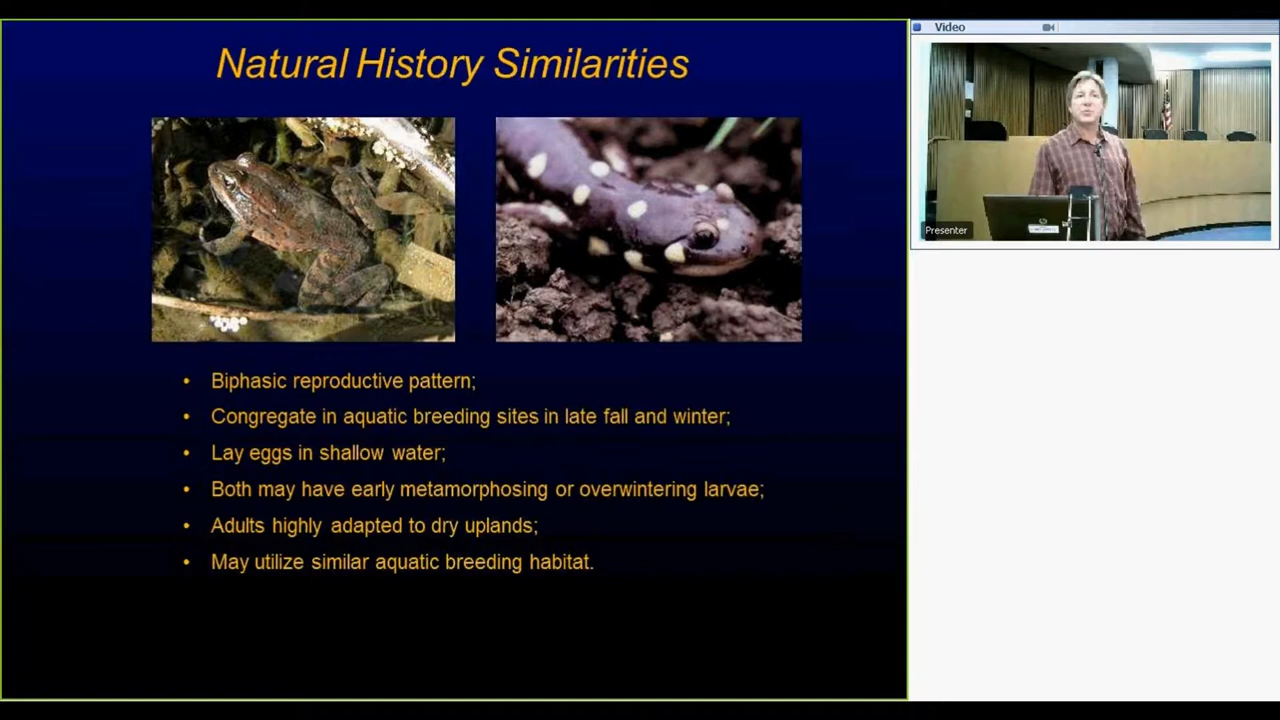 Natural History Similarities
Video
Presenter
• Biphasic reproductive pattern;
• Congregate in aquatic breeding sites in late fall and winter;
• Lay eggs in shallow water;
• Both may have early metamorphosing or overwintering larvae;
• Adults highly adapted to dry uplands;
• May utilize similar aquatic breeding habitat.